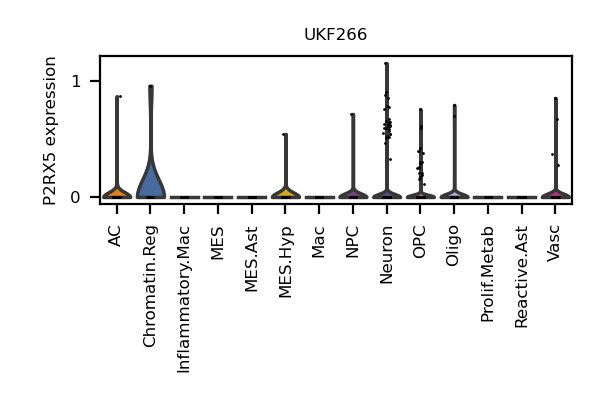 UKF266
P2RX5 expression
1
0
AC
Chromatin.Reg
Inflammatory.Mac
MES
MES.Ast
MES.Hyp
Mac
NPC
Neuron
OPC
Oligo
Prolif.Metab
Reactive.Ast
Vasc